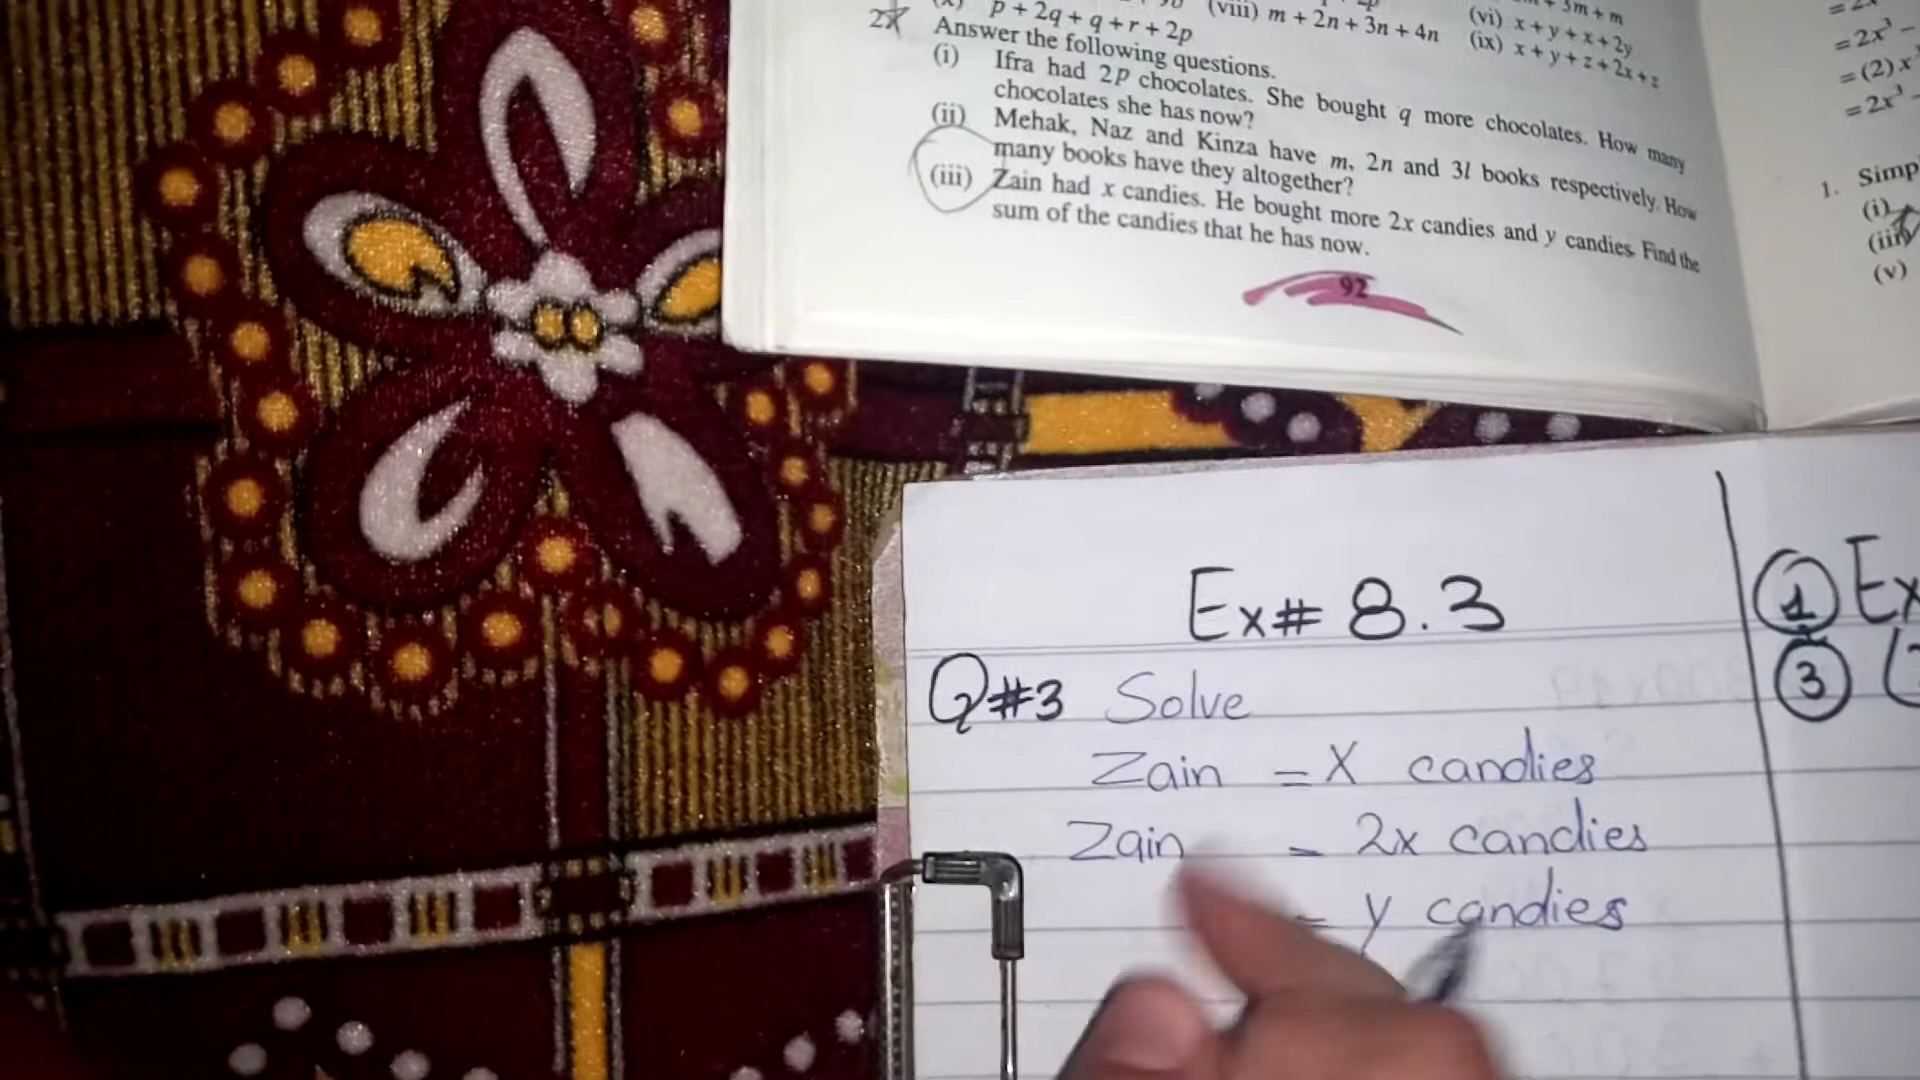 (viii) m + 2n + 3n + 4n
(vi) x + y + x + 2y
(ix) x + y + z + 2x + z
p + 2q + q + r + 2p
2.
Answer the following questions.
(i) Ifra had 2p chocolates. She bought q more chocolates. How many
chocolates she has now?
(ii) Mehak, Naz and Kinza have m, 2n and 3l books respectively. How
many books have they altogether?
(iii) Zain had x candies. He bought more 2x candies and y candies. Find the
sum of the candies that he has now.
92
= 2x³ -
= (2) x
= 2x³ -
1. Simp
(i)
(iii)
(v)
Ex# 8.3
Q#3 Solve
Zain = X candies
Zain = 2x candies
= y candies
1 Ex
3